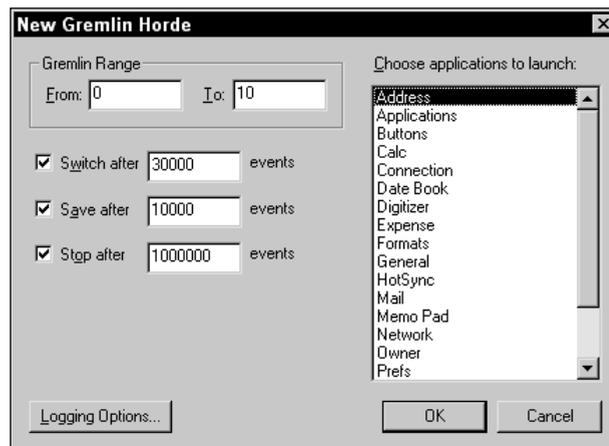 New Gremlin Horde
Gremlin Range
From: 0 To: 10
Switch after 30000 events
Save after 10000 events
Stop after 1000000 events
Logging Options...
Choose applications to launch:
Address
Applications
Buttons
Calc
Connection
Date Book
Digitizer
Expense
Formats
General
HotSync
Mail
Memo Pad
Network
Owner
Prefs
OK Cancel